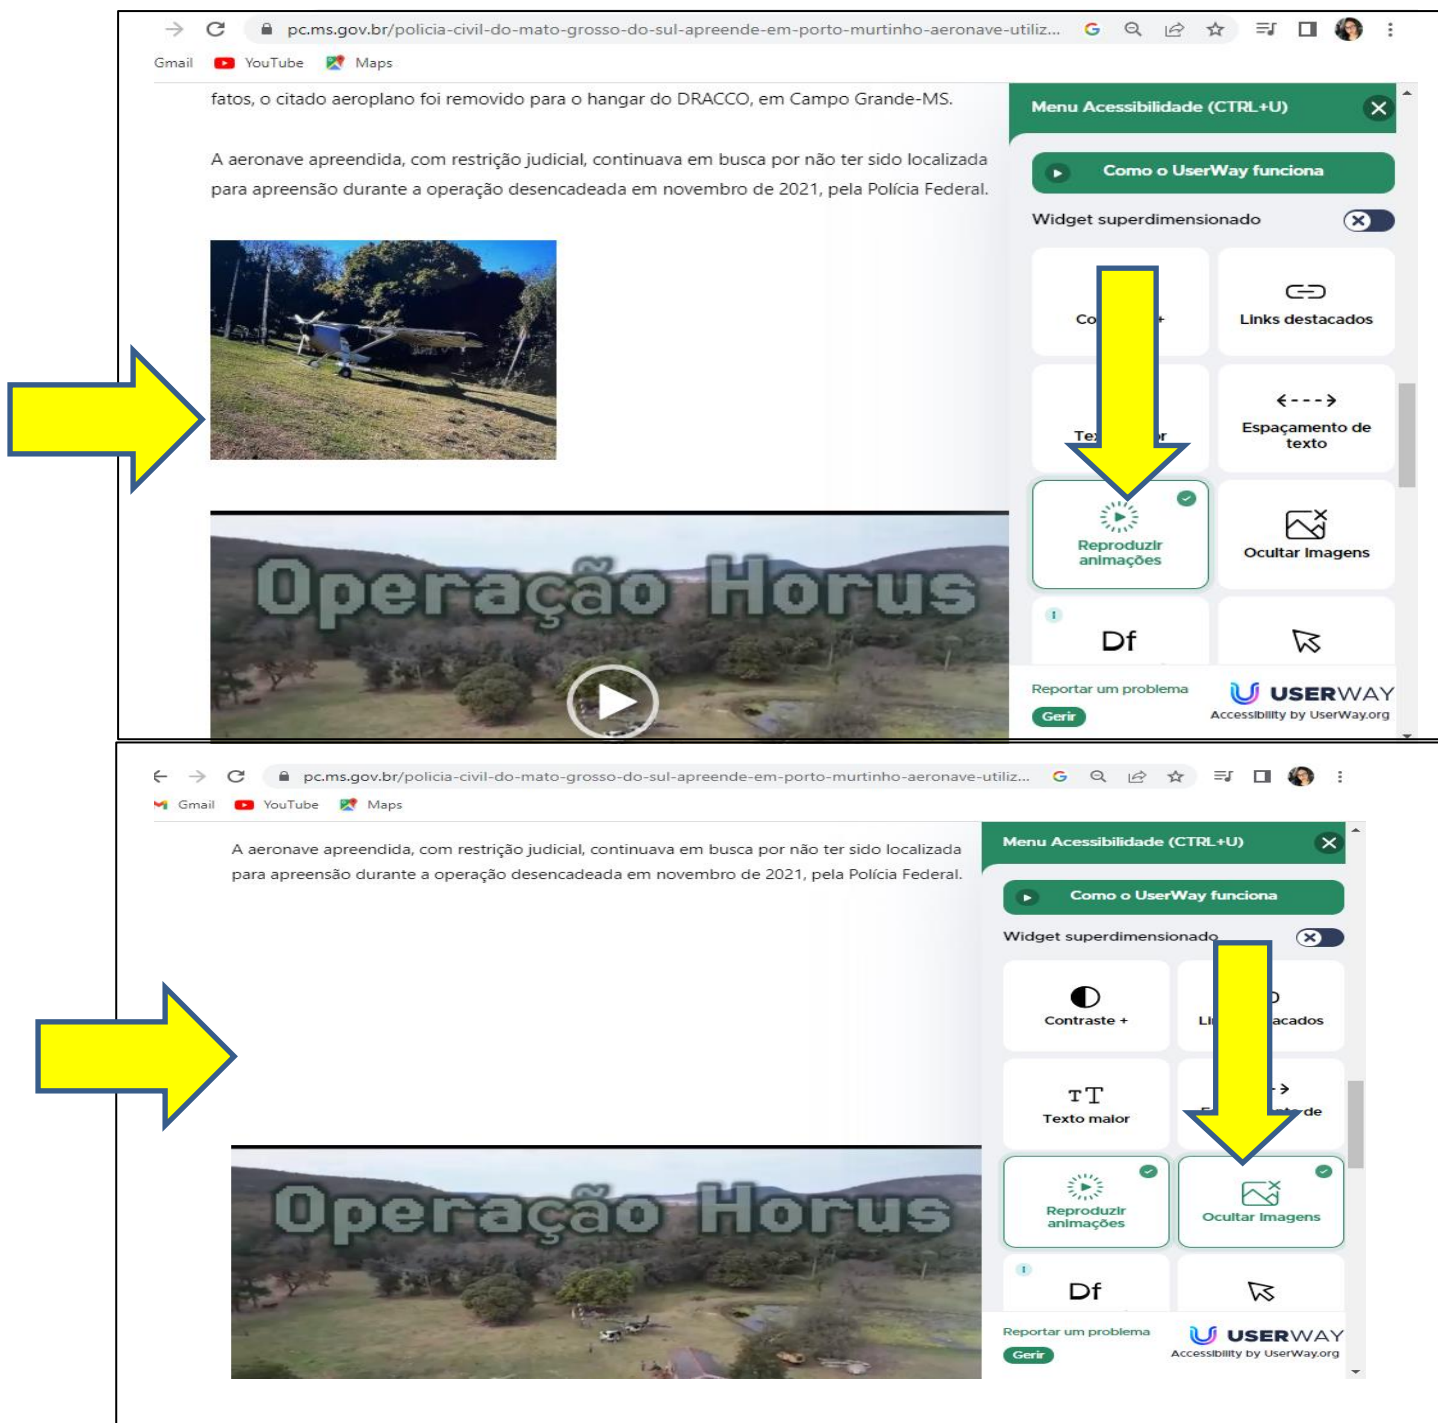 pc.ms.gov.br/policia-civil-do-mato-grosso-do-sul-apreende-em-porto-murtinho-aeronave-utiliz...
Gmail YouTube Maps
fatos, o citado aeroplano foi removido para o hangar do DRACCO, em Campo Grande-MS.
A aeronave apreendida, com restrição judicial, continuava em busca por não ter sido localizada
para apreensão durante a operação desencadeada em novembro de 2021, pela Polícia Federal.
Operação Horus
Menu Acessibilidade (CTRL+U)
Como o UserWay funciona
Widget superdimensionado
Links destacados
Espaçamento de
texto
Reproduzir
animações
Ocultar Imagens
Df
Reportar um problema
Gerir
USERWAY
Accessibility by UserWay.org
pc.ms.gov.br/policia-civil-do-mato-grosso-do-sul-apreende-em-porto-murtinho-aeronave-utiliz...
Gmail YouTube Maps
A aeronave apreendida, com restrição judicial, continuava em busca por não ter sido localizada
para apreensão durante a operação desencadeada em novembro de 2021, pela Polícia Federal.
Operação Horus
Menu Acessibilidade (CTRL+U)
Como o UserWay funciona
Widget superdimensionado
Contraste +
TT
Texto maior
de
Reproduzir
animações
Ocultar Imagens
Df
Reportar um problema
Gerir
USERWAY
Accessibility by UserWay.org